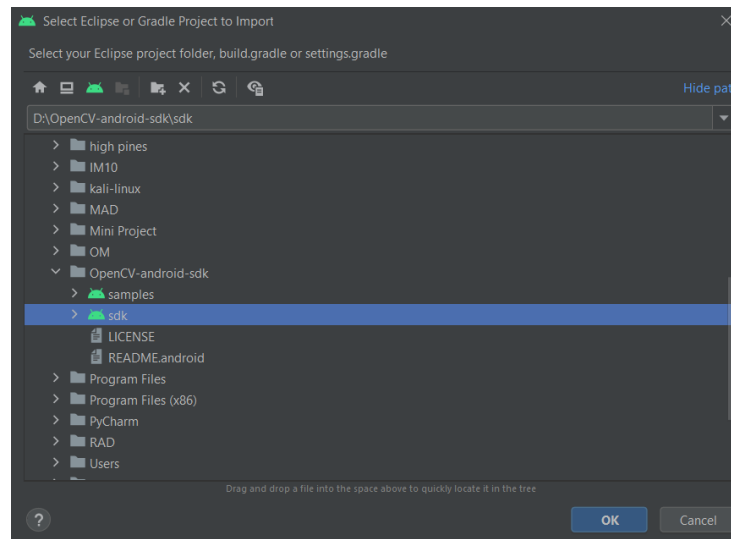 Select Eclipse or Gradle Project to Import
Select your Eclipse project folder, build.gradle or settings.gradle
Hide pat
D:\OpenCV-android-sdk\sdk
high pines
IM10
kali-linux
MAD
Mini Project
OM
OpenCV-android-sdk
samples
sdk
LICENSE
README.android
Program Files
Program Files (x86)
PyCharm
RAD
Users
Drag and drop a file into the space above to quickly locate it in the tree
?
OK
Cancel